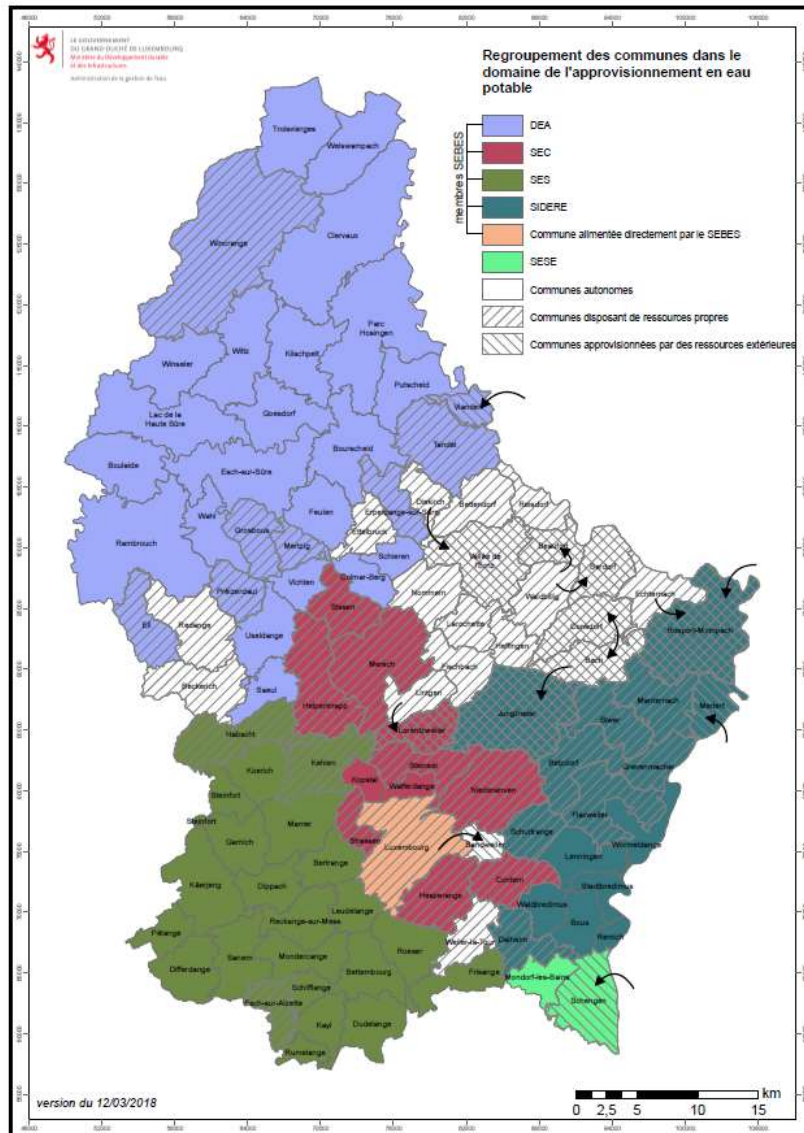 LE GOUVERNEMENT
DU GRAND-DUCHÉ DE LUXEMBOURG
Ministère du Développement durable
et des Infrastructures
Administration de la gestion de l'eau
Regroupement des communes dans le
domaine de l'approvisionnement en eau
potable
membres SEBES
DEA
SEC
SES
SIDERE
Commune alimentée directement par le SEBES
SESE
Communes autonomes
Communes disposant de ressources propres
Communes approvisionnées par des ressources extérieures
Troisvierges
Weiswampach
Wincrange
Clervaux
Parc
Hosingen
Wiltz
Kiischpelt
Winseler
Putscheid
Vianden
Lac de la
Haute Sûre
Goesdorf
Tandel
Bourscheid
Boulaide
Esch-sur-Sûre
Diekirch
Bettendorf
Reisdorf
Erpeldange-sur-Sûre
Feulen
Ettelbruck
Wahl
Grosbous
Mertzig
Rambrouch
Schieren
Vallée de
l'Ernz
Beaufort
Berdorf
Colmar-Berg
Vichten
Préizerdaul
Nommern
Waldbillig
Echternach
Bissen
Ell
Redange
Useldange
Larochette
Consdorf
Rosport-Mompach
Mersch
Heffingen
Bech
Fischbach
Saeul
Beckerich
Helperknapp
Lintgen
Junglinster
Manternach
Mertert
Biwer
Lorentzweiler
Habscht
Kehlen
Steinsel
Betzdorf
Grevenmacher
Koerich
Kopstal
Walferdange
Niederanven
Steinfort
Steinfort
Mamer
Flaxweiler
Garnich
Strassen
Luxembourg
Sandweiler
Schuttrange
Wormeldange
Bertrange
Lenningen
Contern
Stadtbredimus
Käerjeng
Dippach
Hesperange
Waldbredimus
Leudelange
Reckange-sur-Mess
Bous
Pétange
Roeser
Weiler-la-Tour
Dalheim
Remich
Sanem
Mondercange
Differdange
Bettembourg
Frisange
Mondorf-les-Bains
Schifflange
Schengen
Esch-sur-Alzette
Kayl
Dudelange
Rumelange
version du 12/03/2018
km
0 2,5 5 10 15